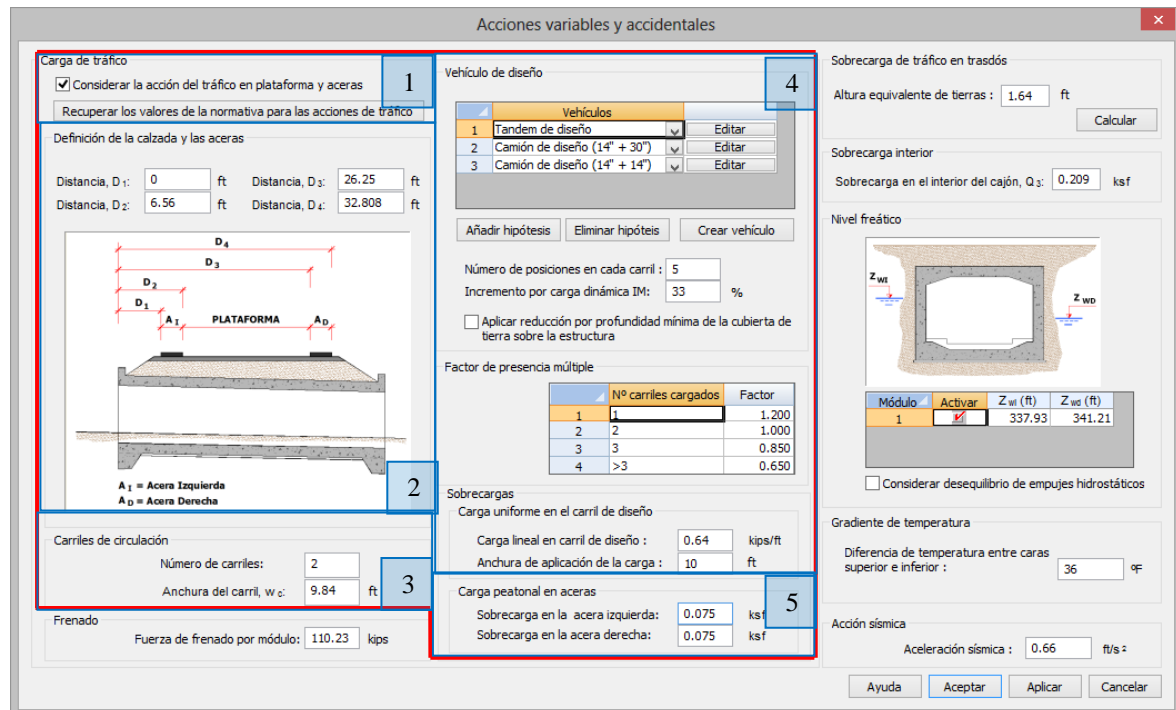 Acciones variables y accidentales
Carga de tráfico
1
Considerar la acción del tráfico en plataforma y aceras
Recuperar los valores de la normativa para las acciones de tráfico
Definición de la calzada y las aceras
Distancia, D 1: 0 ft Distancia, D 3: 26.25 ft
Distancia, D 2: 6.56 ft Distancia, D 4: 32.808 ft
D4
D3
D2
D1
AI PLATAFORMA AD
A I = Acera Izquierda
A D = Acera Derecha
2
Carriles de circulación
Número de carriles: 2
Anchura del carril, w c: 9.84 ft
3
Frenado
Fuerza de frenado por módulo: 110.23 kips
Vehículo de diseño
4
Vehículos
1 Tandem de diseño Editar
2 Camión de diseño (14" + 30") Editar
3 Camión de diseño (14" + 14") Editar
Añadir hipótesis Eliminar hipóteis Crear vehículo
Número de posiciones en cada carril : 5
Incremento por carga dinámica IM: 33 %
Aplicar reducción por profundidad mínima de la cubierta de
tierra sobre la estructura
Factor de presencia múltiple
Nº carriles cargados Factor
1 1 1.200
2 2 1.000
3 3 0.850
4 >3 0.650
Sobrecargas
Carga uniforme en el carril de diseño
Carga lineal en carril de diseño : 0.64 kips/ft
Anchura de aplicación de la carga : 10 ft
Carga peatonal en aceras
Sobrecarga en la acera izquierda: 0.075 ksf
Sobrecarga en la acera derecha: 0.075 ksf
5
Sobrecarga de tráfico en trasdós
Altura equivalente de tierras : 1.64 ft
Calcular
Sobrecarga interior
Sobrecarga en el interior del cajón, Q 3: 0.209 ksf
Nivel freático
Z WI
Z WD
Módulo Activar Z wi (ft) Z wd (ft)
1 337.93 341.21
Considerar desequilibrio de empujes hidrostáticos
Gradiente de temperatura
Diferencia de temperatura entre caras
superior e inferior : 36 ºF
Acción sísmica
Aceleración sísmica : 0.66 ft/s 2
Ayuda Aceptar Aplicar Cancelar